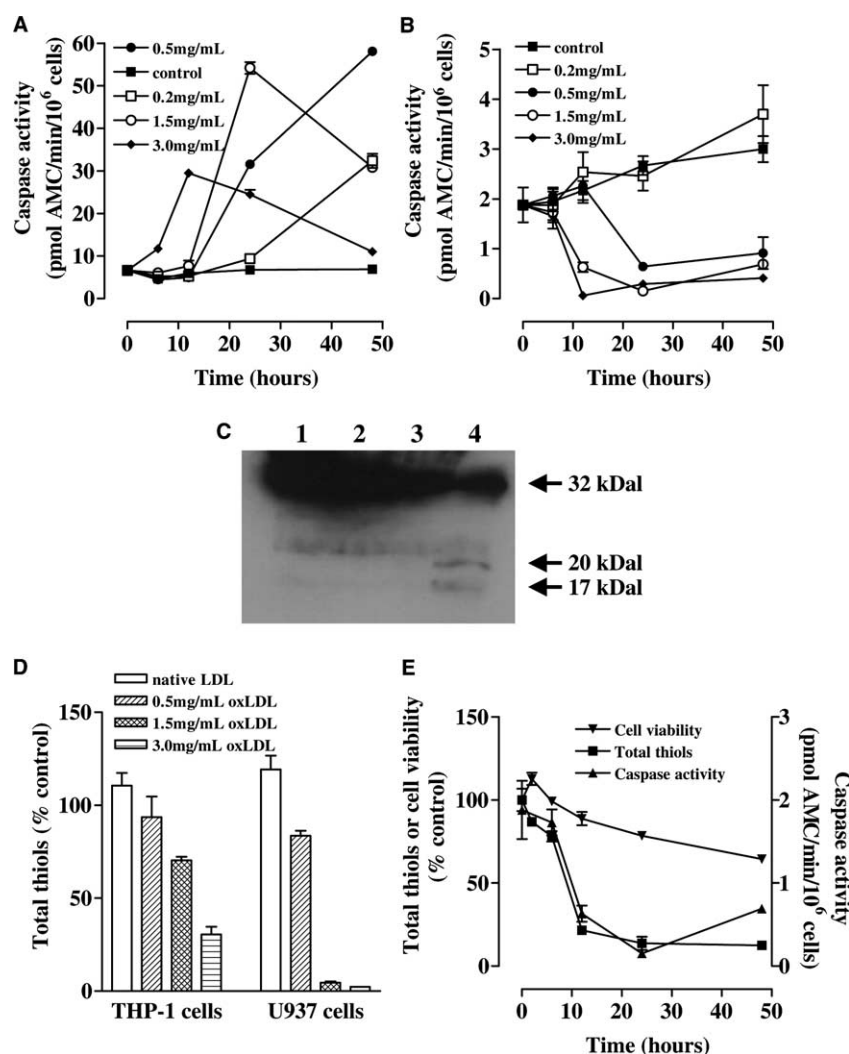 A
60
50
40
30
20
10
0
Caspase activity
(pmol AMC/min/10⁶ cells)
0.5mg/mL
control
0.2mg/mL
1.5mg/mL
3.0mg/mL
0 10 20 30 40 50
Time (hours)
B
5
4
3
2
1
0
Caspase activity
(pmol AMC/min/10⁶ cells)
control
0.2mg/mL
0.5mg/mL
1.5mg/mL
3.0mg/mL
0 10 20 30 40 50
Time (hours)
C
1 2 3 4
32 kDal
20 kDal
17 kDal
D
native LDL
0.5mg/mL oxLDL
1.5mg/mL oxLDL
3.0mg/mL oxLDL
150
100
50
0
Total thiols (% control)
THP-1 cells U937 cells
E
150
100
50
0
Total thiols or cell viability
(% control)
Cell viability
Total thiols
Caspase activity
3
2
1
0
Caspase activity
(pmol AMC/min/10⁶ cells)
0 10 20 30 40 50
Time (hours)